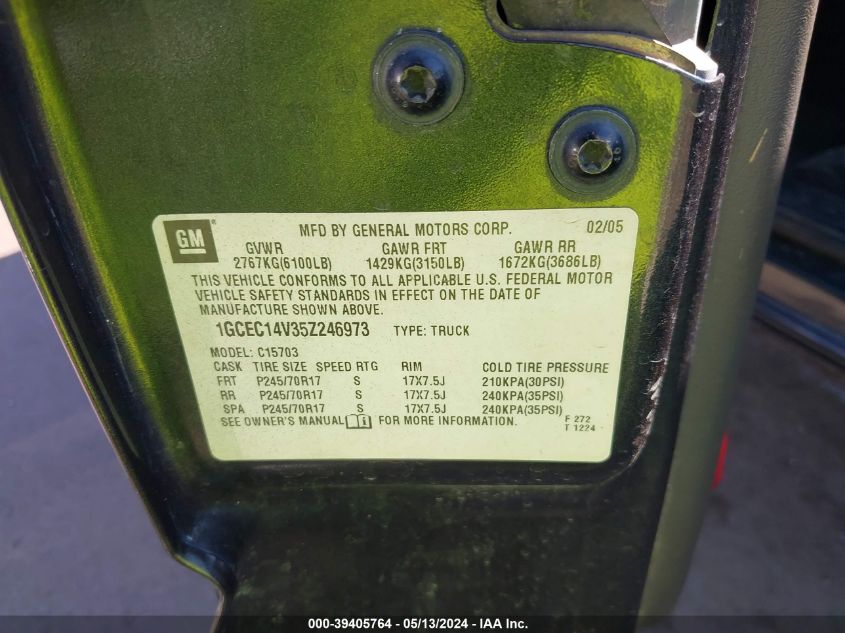 GM
MFD BY GENERAL MOTORS CORP. 02/05
GVWR GAWR FRT GAWR RR
2767KG(6100LB) 1429KG(3150LB) 1672KG(3686LB)
THIS VEHICLE CONFORMS TO ALL APPLICABLE U.S. FEDERAL MOTOR
VEHICLE SAFETY STANDARDS IN EFFECT ON THE DATE OF
MANUFACTURE SHOWN ABOVE.
1GCEC14V35Z246973 TYPE: TRUCK
MODEL: C15703
CASK TIRE SIZE SPEED RTG RIM COLD TIRE PRESSURE
FRT P245/70R17 S 17X7.5J 210KPA(30PSI)
RR P245/70R17 S 17X7.5J 240KPA(35PSI)
SPA P245/70R17 S 17X7.5J 240KPA(35PSI)
SEE OWNER'S MANUAL FOR MORE INFORMATION. F 272
T 1224
000-39405764 - 05/13/2024 - IAA Inc.